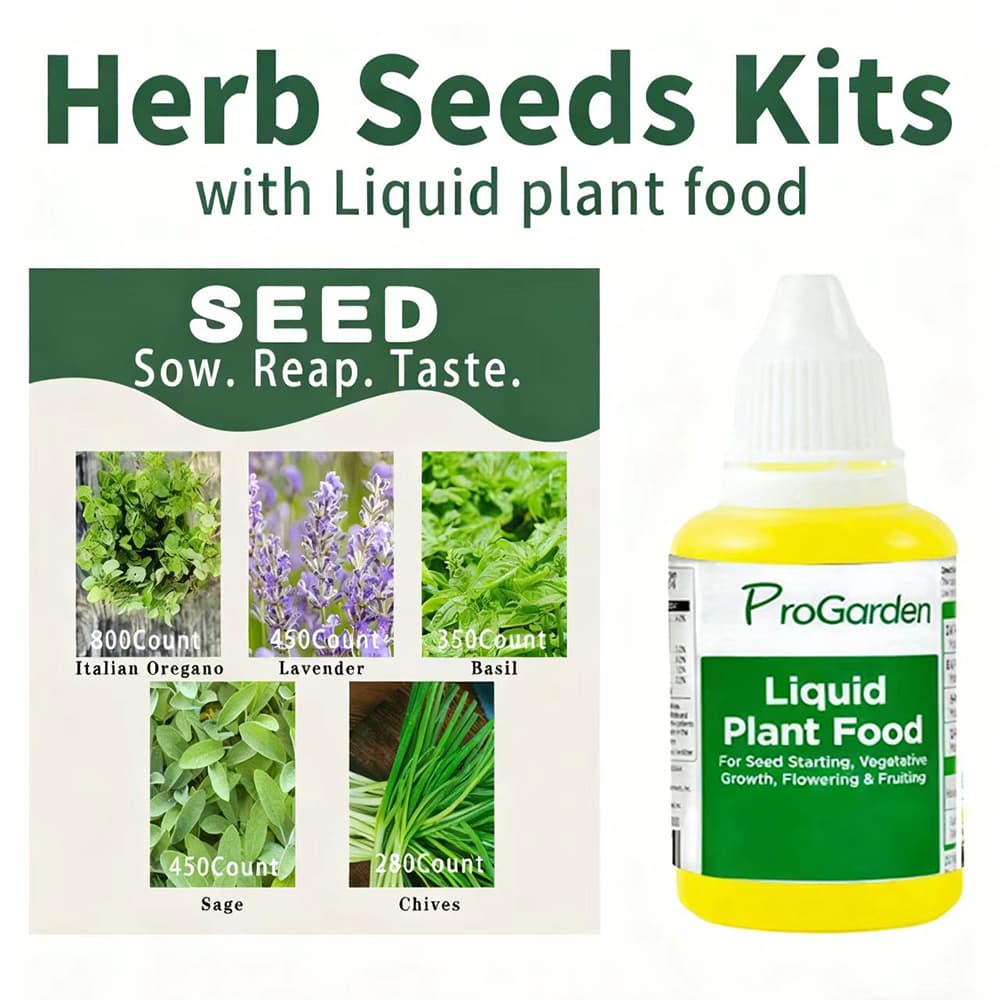 Herb Seeds Kits
with Liquid plant food
SEED
Sow. Reap. Taste.
800Count
Italian Oregano
450Count
Lavender
350Count
Basil
450Count
Sage
280Count
Chives
ProGarden
Liquid
Plant Food
For Seed Starting, Vegetative
Growth, Flowering & Fruiting